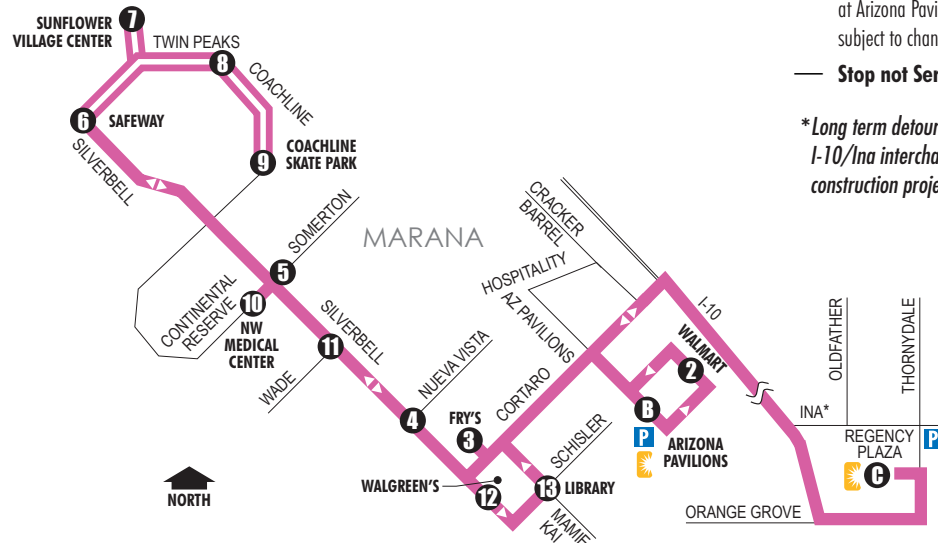 at Arizona Pavi
subject to chan
Stop not Ser
*Long term detour
I-10/Ina intercha
construction proje
SUNFLOWER
VILLAGE CENTER
7
TWIN PEAKS
8
COACHLINE
6
SAFEWAY
COACHLINE
SKATE PARK
9
SILVERBELL
SOMERTON
MARANA
5
10
CONTINENTAL
RESERVE
NW
MEDICAL
CENTER
SILVERBELL
11
WADE
NUEVA VISTA
4
CRACKER
BARREL
HOSPITALITY
AZ PAVILIONS
I-10
WALMART
2
CORTARO
B
P
ARIZONA
PAVILIONS
FRY'S
3
SCHISLER
WALGREEN'S
12
13
LIBRARY
MAMIE
KAI
OLDFATHER
THORNYDALE
INA*
REGENCY
PLAZA
P
C
ORANGE GROVE
NORTH